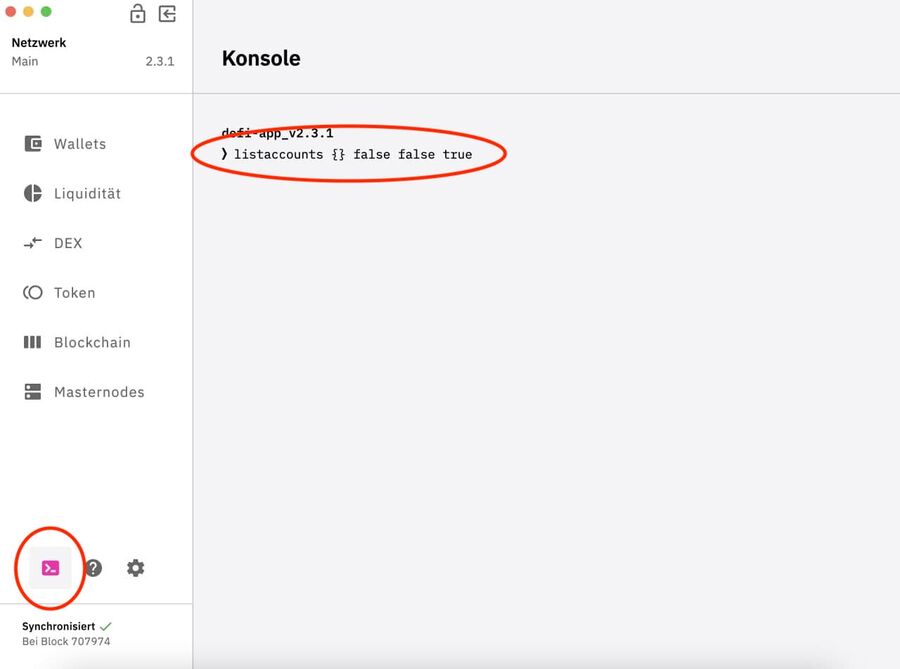 Netzwerk
Main 2.3.1
Konsole
defi-app_v2.3.1
❯ listaccounts {} false false true
Wallets
Liquidität
DEX
Token
Blockchain
Masternodes
Synchronisiert
Bei Block 707974